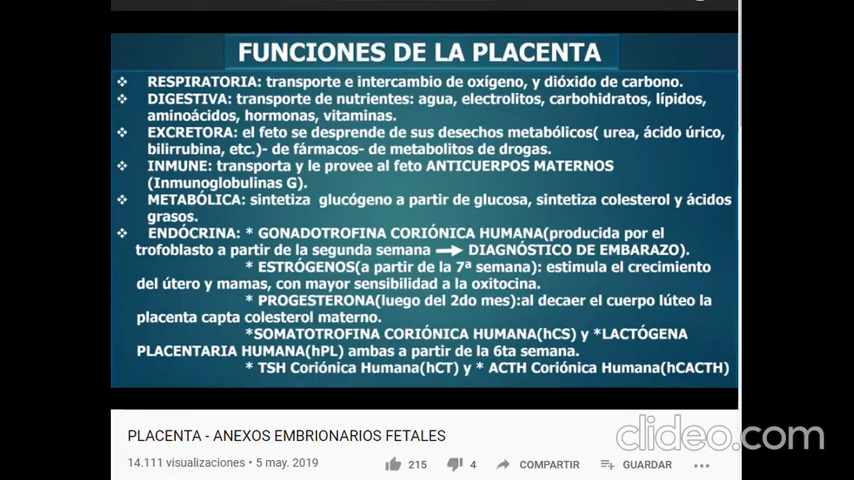 FUNCIONES DE LA PLACENTA
❖ RESPIRATORIA: transporte e intercambio de oxígeno, y dióxido de carbono.
❖ DIGESTIVA: transporte de nutrientes: agua, electrolitos, carbohidratos, lípidos,
aminoácidos, hormonas, vitaminas.
❖ EXCRETORA: el feto se desprende de sus desechos metabólicos( urea, ácido úrico,
bilirrubina, etc.)- de fármacos- de metabolitos de drogas.
❖ INMUNE: transporta y le provee al feto ANTICUERPOS MATERNOS
(Inmunoglobulinas G).
❖ METABÓLICA: sintetiza glucógeno a partir de glucosa, sintetiza colesterol y ácidos
grasos.
❖ ENDÓCRINA: * GONADOTROFINA CORIÓNICA HUMANA(producida por el
trofoblasto a partir de la segunda semana → DIAGNÓSTICO DE EMBARAZO).
* ESTRÓGENOS(a partir de la 7ª semana): estimula el crecimiento
del útero y mamas, con mayor sensibilidad a la oxitocina.
* PROGESTERONA(luego del 2do mes):al decaer el cuerpo lúteo la
placenta capta colesterol materno.
*SOMATOTROFINA CORIÓNICA HUMANA(hCS) y *LACTÓGENA
PLACENTARIA HUMANA(hPL) ambas a partir de la 6ta semana.
* TSH Coriónica Humana(hCT) y * ACTH Coriónica Humana(hCACTH)
PLACENTA - ANEXOS EMBRIONARIOS FETALES
clideo.com
14.111 visualizaciones • 5 may. 2019
215
4
COMPARTIR
GUARDAR